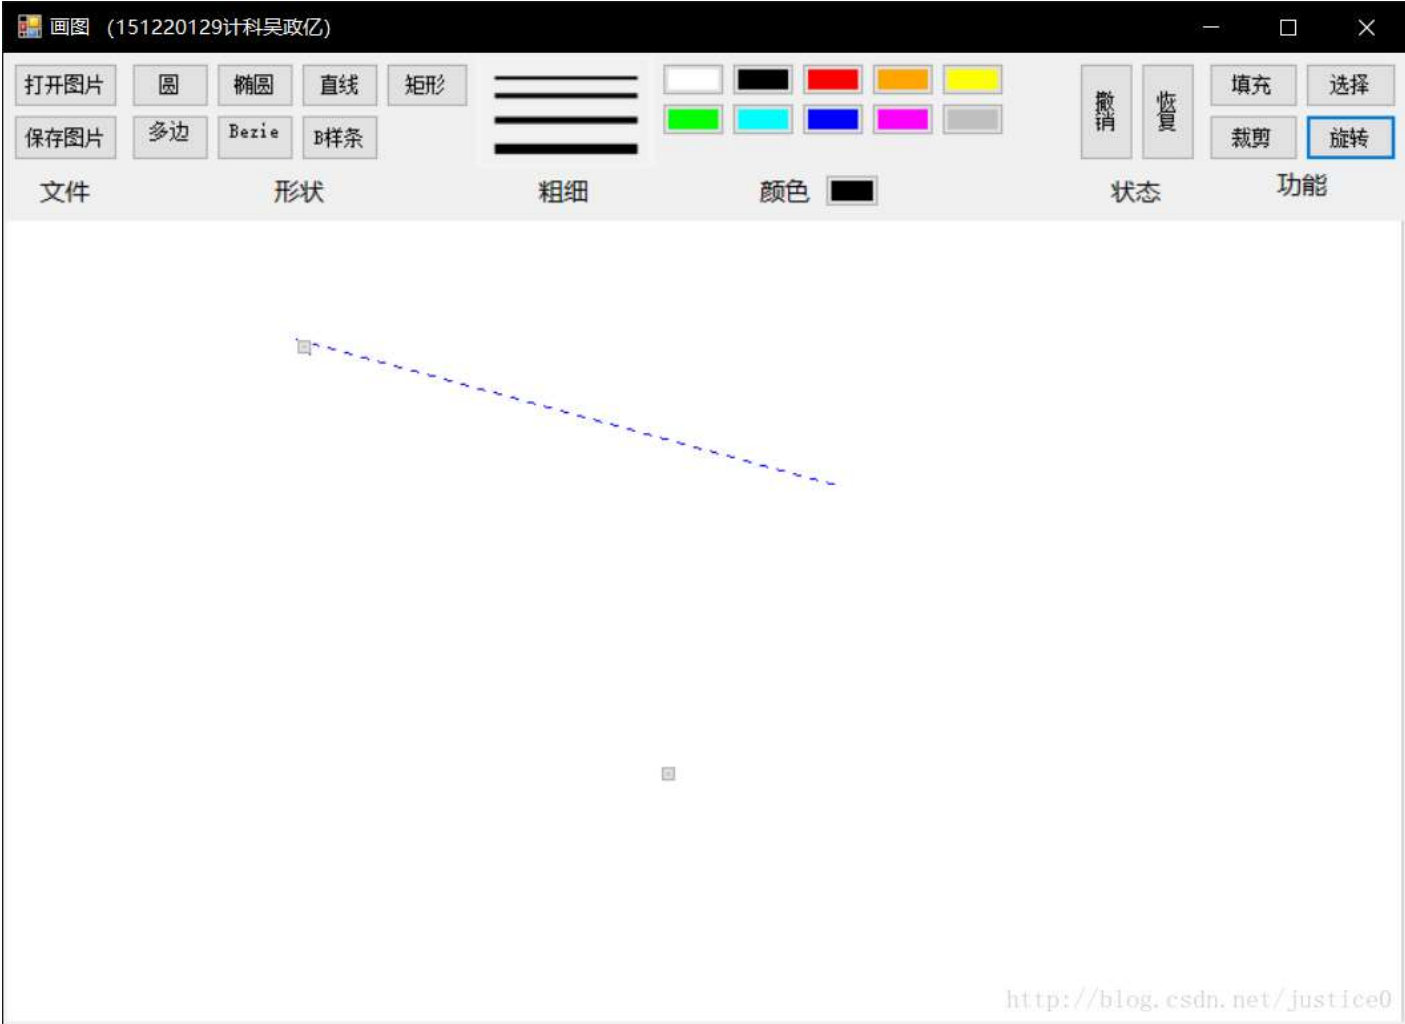 画图 (151220129计科吴政亿)
打开图片 圆 椭圆 直线 矩形 撤销 恢复 填充 选择
保存图片 多边 Bezie B样条 裁剪 旋转
文件 形状 粗细 颜色 状态 功能
http://blog.csdn.net/justice0